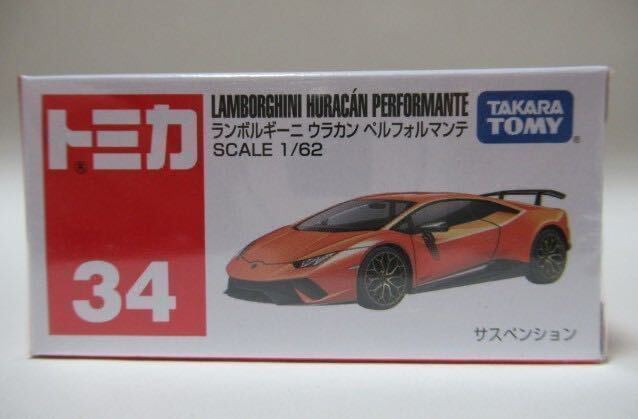 トミカ
34
LAMBORGHINI HURACÁN PERFORMANTE
ランボルギーニ ウラカン ペルフォルマンテ
SCALE 1/62
TAKARA
TOMY
サスペンション